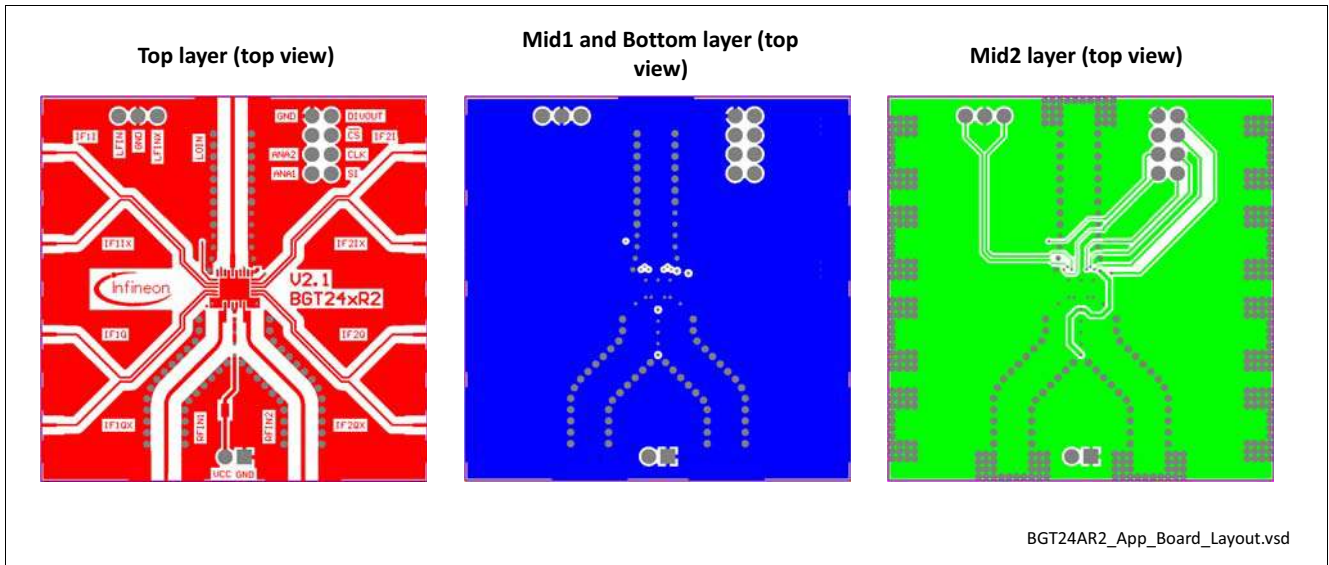 Top layer (top view)
Mid1 and Bottom layer (top
view)
Mid2 layer (top view)
IF1I
LFIN
GND
LFINX
LOIN
GND
DIVOUT
CS
IF2I
ANA2
CLK
ANA1
SI
IF1IX
IF2IX
Infineon
V2.1
BGT24xR2
IF1Q
IF2Q
IF1QX
RFIN1
RFIN2
IF2QX
VCC GND
BGT24AR2_App_Board_Layout.vsd